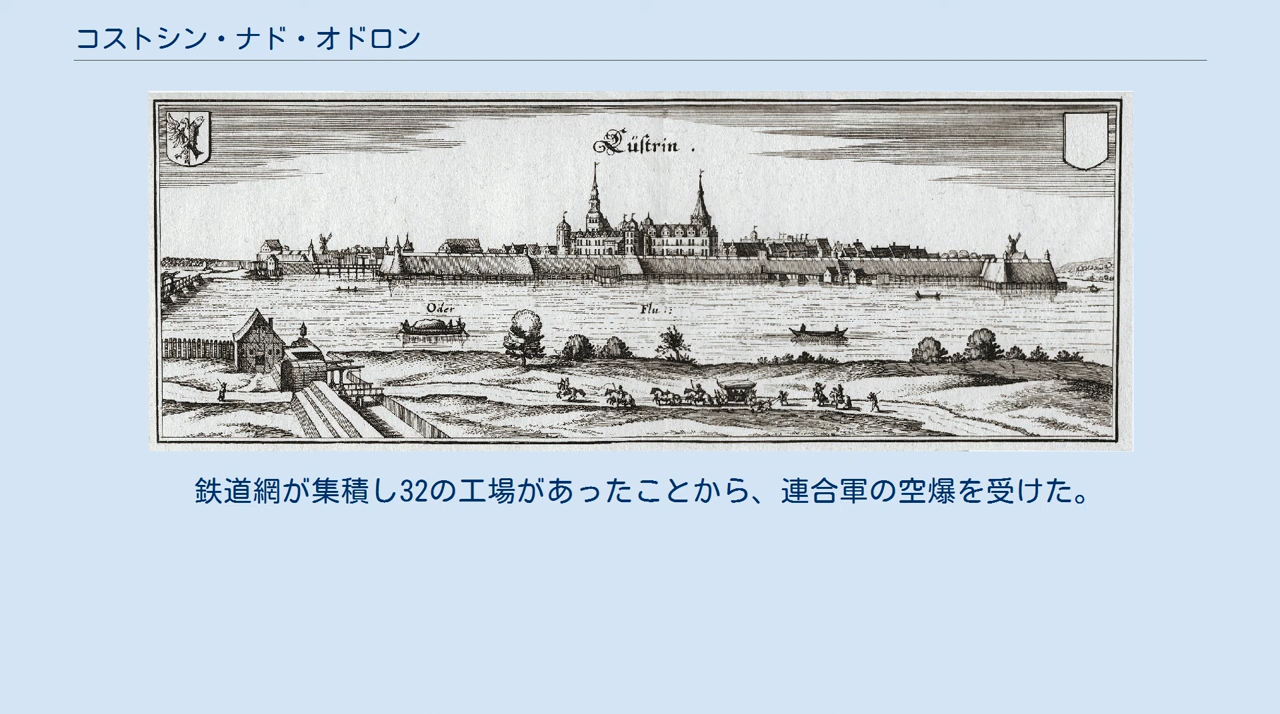 コストシン・ナド・オドロン
Cüstrin .
Oder
鉄道網が集積し32の工場があったことから、連合軍の空爆を受けた。